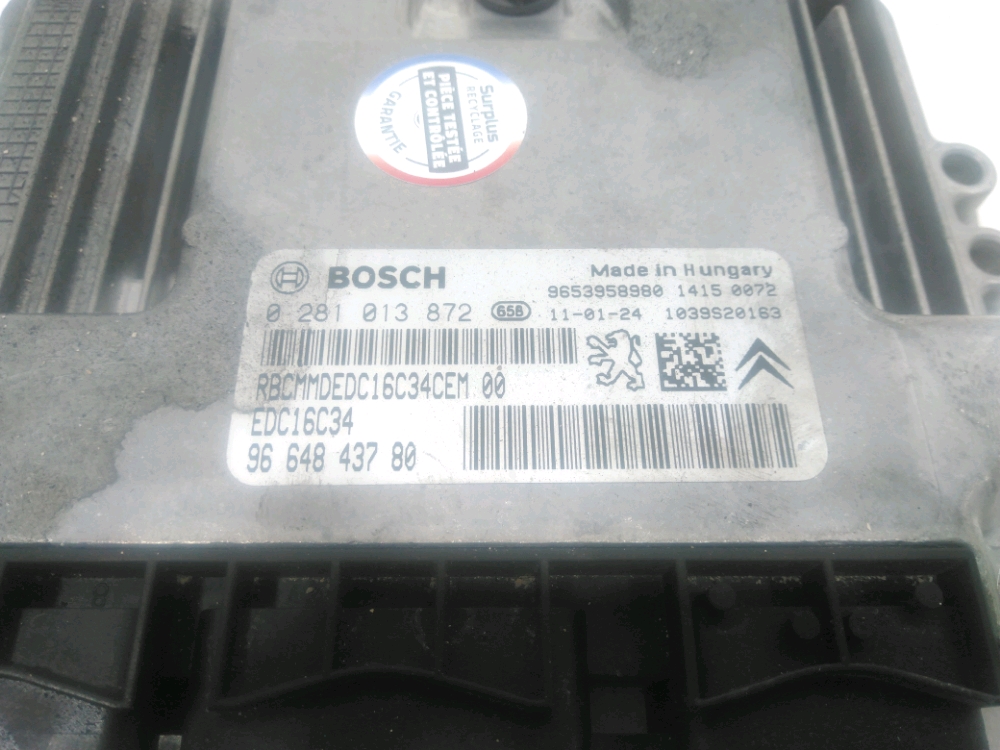 Surplus
RECYCLAGE
PIÈCE TESTÉE
ET CONTRÔLÉE
GARANTIE
BOSCH
Made in Hungary
9653958980 1415 0072
0 281 013 872 658 11-01-24 1039S20163
RBCMMDEDC16C34CEM 00
EDC16C34
96 648 437 80